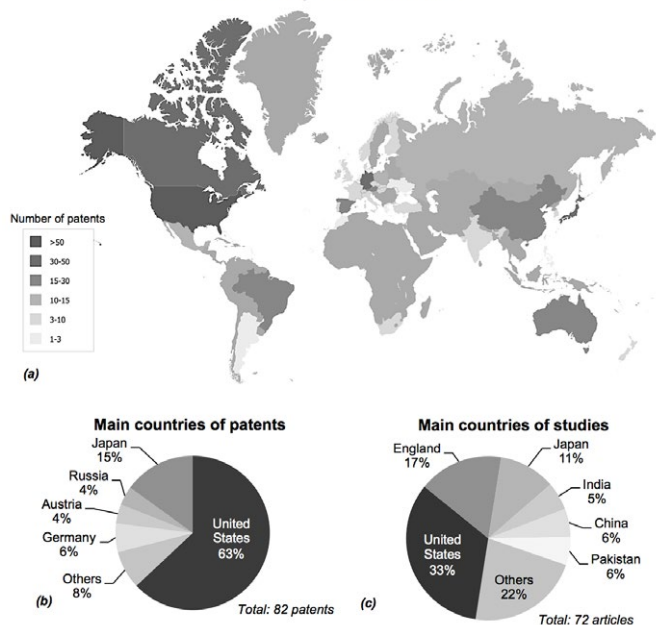 Number of patents
>50
30-50
15-30
10-15
3-10
1-3
(a)
Main countries of patents
Japan
15%
Russia
4%
Austria
4%
Germany
6%
Others
8%
United
States
63%
(b)
Total: 82 patents
Main countries of studies
England
17%
Japan
11%
India
5%
China
6%
Pakistan
6%
Others
22%
United
States
33%
(c)
Total: 72 articles